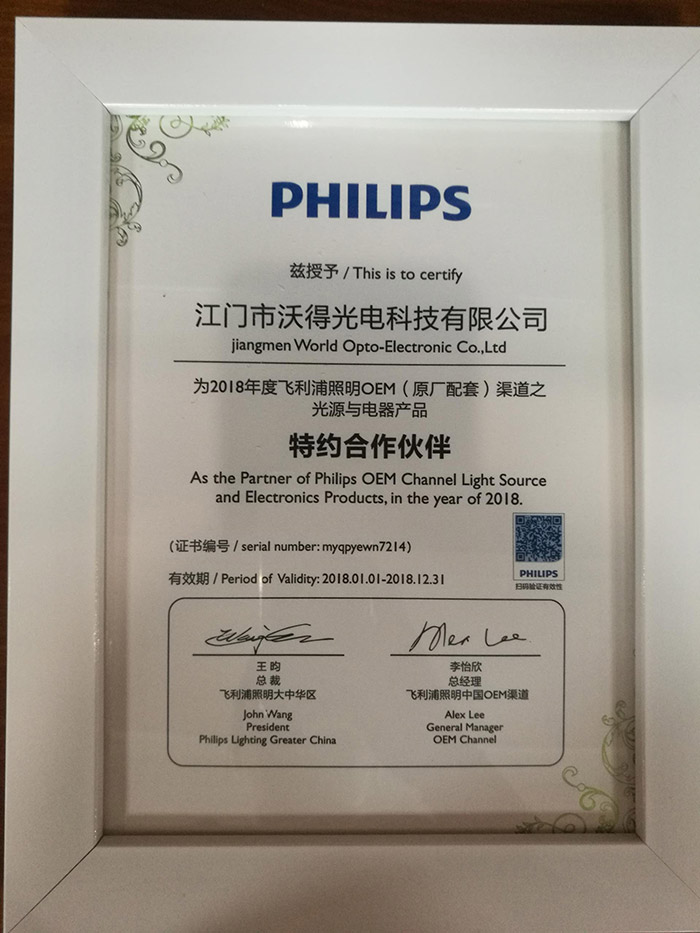 PHILIPS
兹授予 / This is to certify
江门市沃得光电科技有限公司
jiangmen World Opto-Electronic Co.,Ltd
为2018年度飞利浦照明OEM（原厂配套）渠道之
光源与电器产品
特约合作伙伴
As the Partner of Philips OEM Channel Light Source
and Electronics Products, in the year of 2018.
(证书编号 / serial number: myqpyewn7214)
PHILIPS
扫码验证有效性
有效期 / Period of Validity: 2018.01.01-2018.12.31
Alex Lee
王昀
总裁
飞利浦照明大中华区
John Wang
President
Philips Lighting Greater China
李怡欣
总经理
飞利浦照明中国OEM渠道
Alex Lee
General Manager
OEM Channel